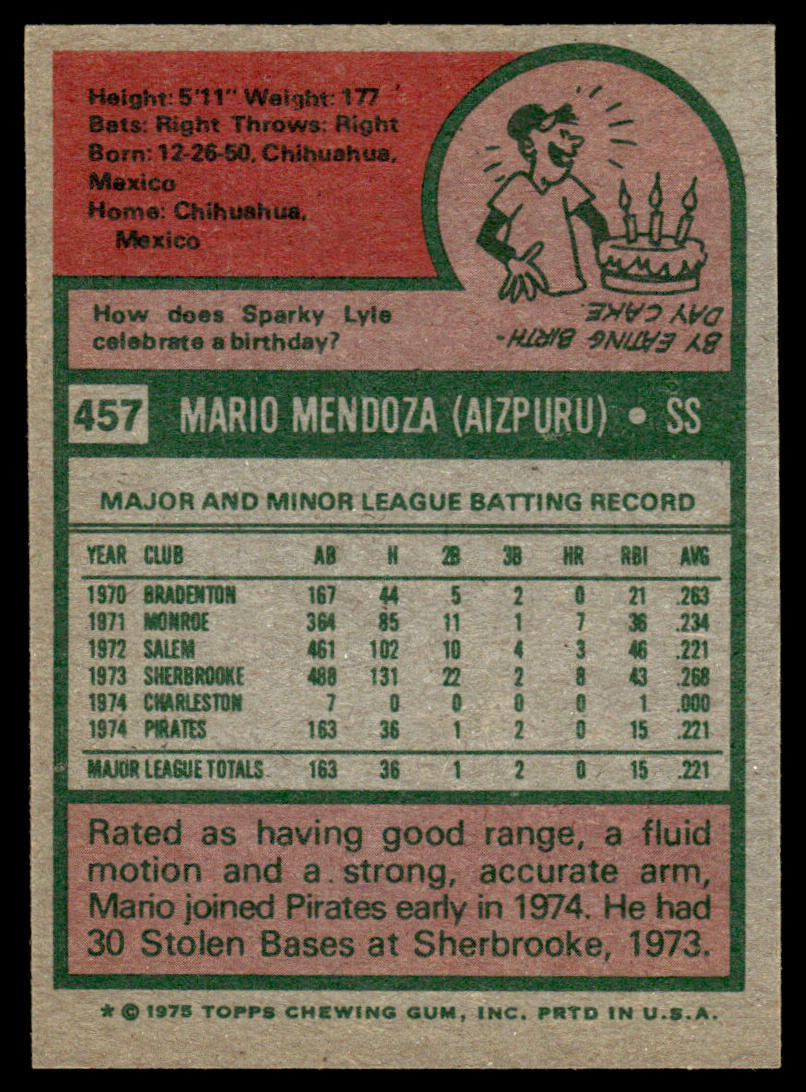 Height: 5'11" Weight: 177
Bats: Right Throws: Right
Born: 12-26-50, Chihuahua,
Mexico
Home: Chihuahua,
Mexico
How does Sparky Lyle
celebrate a birthday?
BY EATING BIRTH-
DAY CAKE.
457 MARIO MENDOZA (AIZPURU) • SS
MAJOR AND MINOR LEAGUE BATTING RECORD
YEAR CLUB AB H 2B 3B HR RBI AVG
1970 BRADENTON 167 44 5 2 0 21 .263
1971 MONROE 364 85 11 1 7 36 .234
1972 SALEM 461 102 10 4 3 46 .221
1973 SHERBROOKE 488 131 22 2 8 43 .268
1974 CHARLESTON 7 0 0 0 0 1 .000
1974 PIRATES 163 36 1 2 0 15 .221
MAJOR LEAGUE TOTALS 163 36 1 2 0 15 .221
Rated as having good range, a fluid
motion and a strong, accurate arm,
Mario joined Pirates early in 1974. He had
30 Stolen Bases at Sherbrooke, 1973.
* © 1975 TOPPS CHEWING GUM, INC. PRTD IN U.S.A.